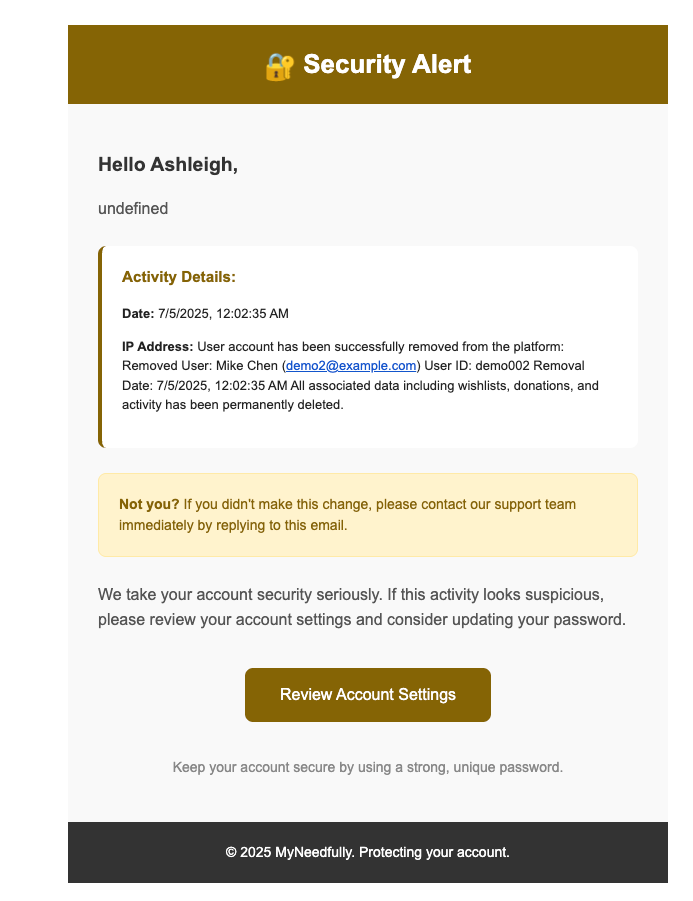 🔐 Security Alert
Hello Ashleigh,
undefined
Activity Details:
Date: 7/5/2025, 12:02:35 AM
IP Address: User account has been successfully removed from the platform:
Removed User: Mike Chen (demo2@example.com) User ID: demo002 Removal
Date: 7/5/2025, 12:02:35 AM All associated data including wishlists, donations, and
activity has been permanently deleted.
Not you? If you didn't make this change, please contact our support team
immediately by replying to this email.
We take your account security seriously. If this activity looks suspicious,
please review your account settings and consider updating your password.
Review Account Settings
Keep your account secure by using a strong, unique password.
© 2025 MyNeedfully. Protecting your account.